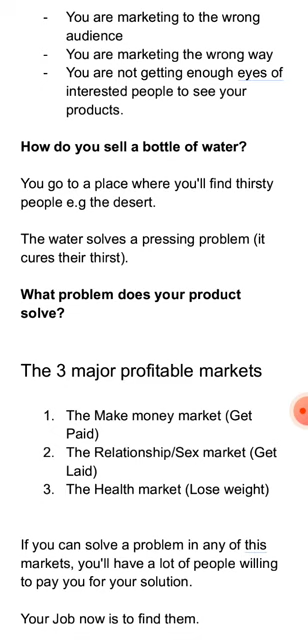 - You are marketing to the wrong
audience
- You are marketing the wrong way
- You are not getting enough eyes of
interested people to see your
products.
How do you sell a bottle of water?
You go to a place where you'll find thirsty
people e.g the desert.
The water solves a pressing problem (it
cures their thirst).
What problem does your product
solve?
The 3 major profitable markets
1. The Make money market (Get
Paid)
2. The Relationship/Sex market (Get
Laid)
3. The Health market (Lose weight)
If you can solve a problem in any of this
markets, you'll have a lot of people willing
to pay you for your solution.
Your Job now is to find them.